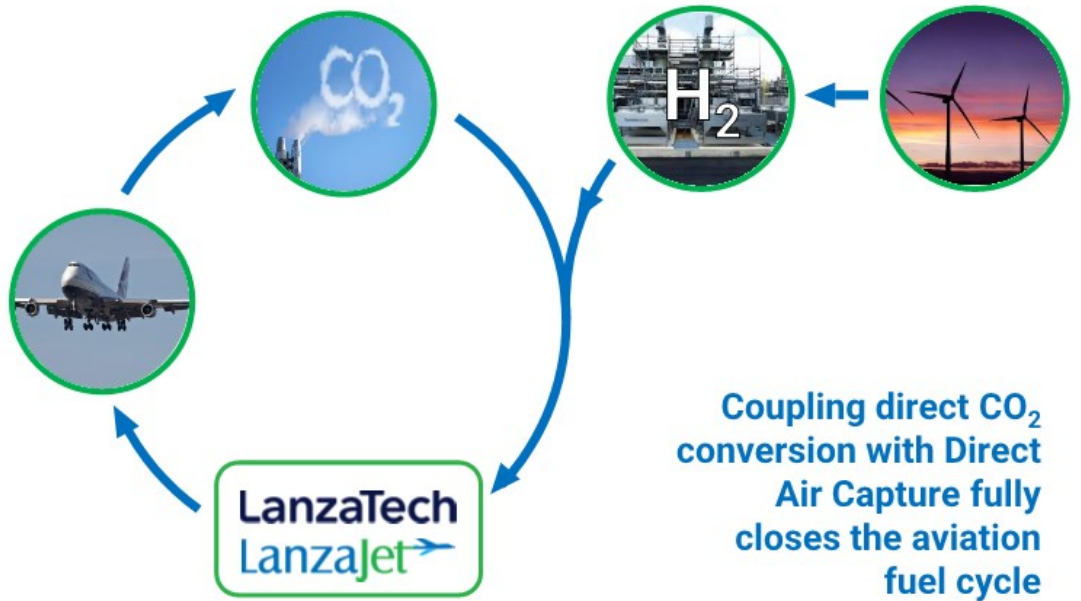 CO₂
H₂
LanzaTech
LanzaJet
Coupling direct CO₂
conversion with Direct
Air Capture fully
closes the aviation
fuel cycle